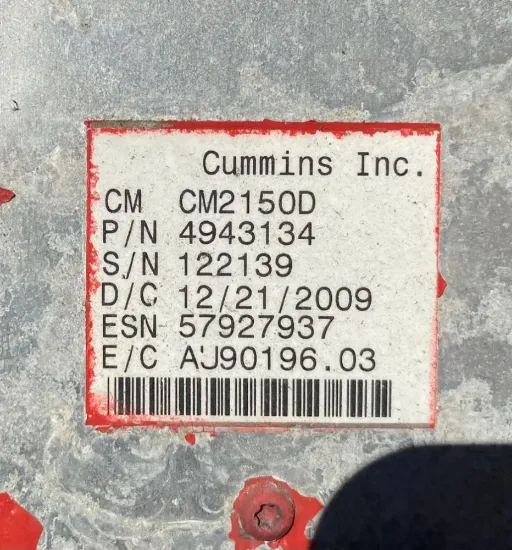 Cummins Inc.
CM CM2150D
P/N 4943134
S/N 122139
D/C 12/21/2009
ESN 57927937
E/C AJ90196.03